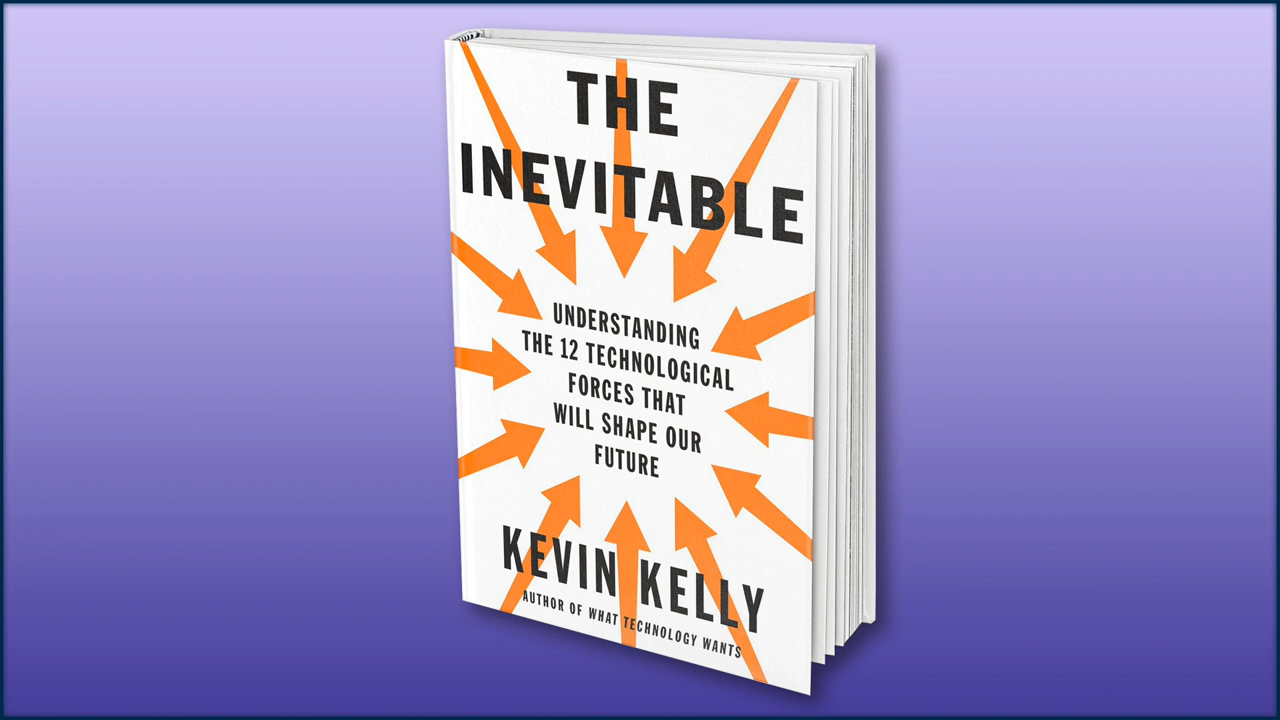 THE
INEVITABLE
UNDERSTANDING
THE 12 TECHNOLOGICAL
FORCES THAT
WILL SHAPE OUR
FUTURE
KEVIN KELLY
AUTHOR OF WHAT TECHNOLOGY WANTS